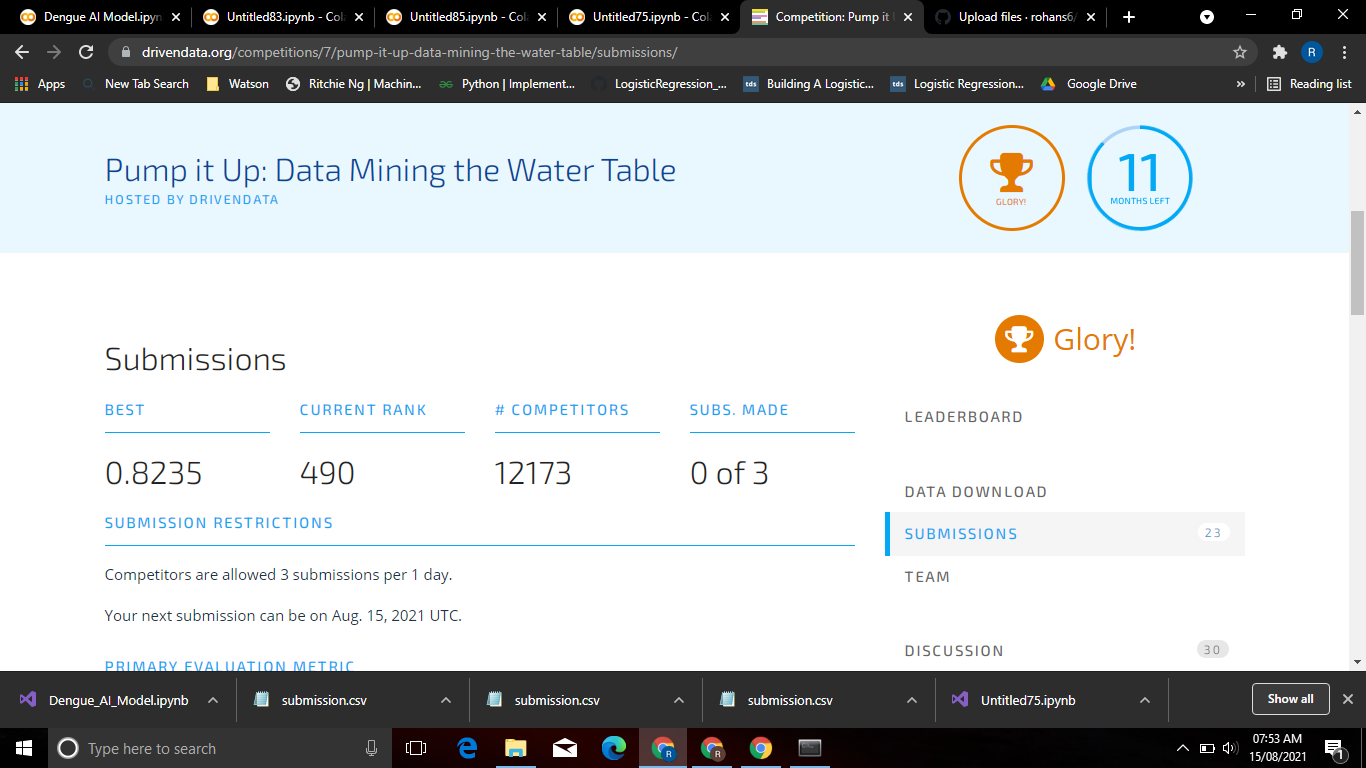 Dengue AI Model.ipyn
Untitled83.ipynb - Col
Untitled85.ipynb - Col
Untitled75.ipynb - Col
Competition: Pump it
Upload files · rohans6/
drivendata.org/competitions/7/pump-it-up-data-mining-the-water-table/submissions/
R
Apps
New Tab Search
Watson
Ritchie Ng | Machin...
Python | Implement...
LogisticRegression_...
tds
Building A Logistic...
tds
Logistic Regression...
Google Drive
»
Reading list
Pump it Up: Data Mining the Water Table
HOSTED BY DRIVENDATA
GLORY!
11
MONTHS LEFT
Glory!
Submissions
BEST
CURRENT RANK
# COMPETITORS
SUBS. MADE
0.8235
490
12173
0 of 3
SUBMISSION RESTRICTIONS
Competitors are allowed 3 submissions per 1 day.
Your next submission can be on Aug. 15, 2021 UTC.
PRIMARY EVALUATION METRIC
LEADERBOARD
DATA DOWNLOAD
SUBMISSIONS 23
TEAM
DISCUSSION 30
Dengue_AI_Model.ipynb
submission.csv
submission.csv
submission.csv
Untitled75.ipynb
Show all
Type here to search
R
R
07:53 AM
15/08/2021
1